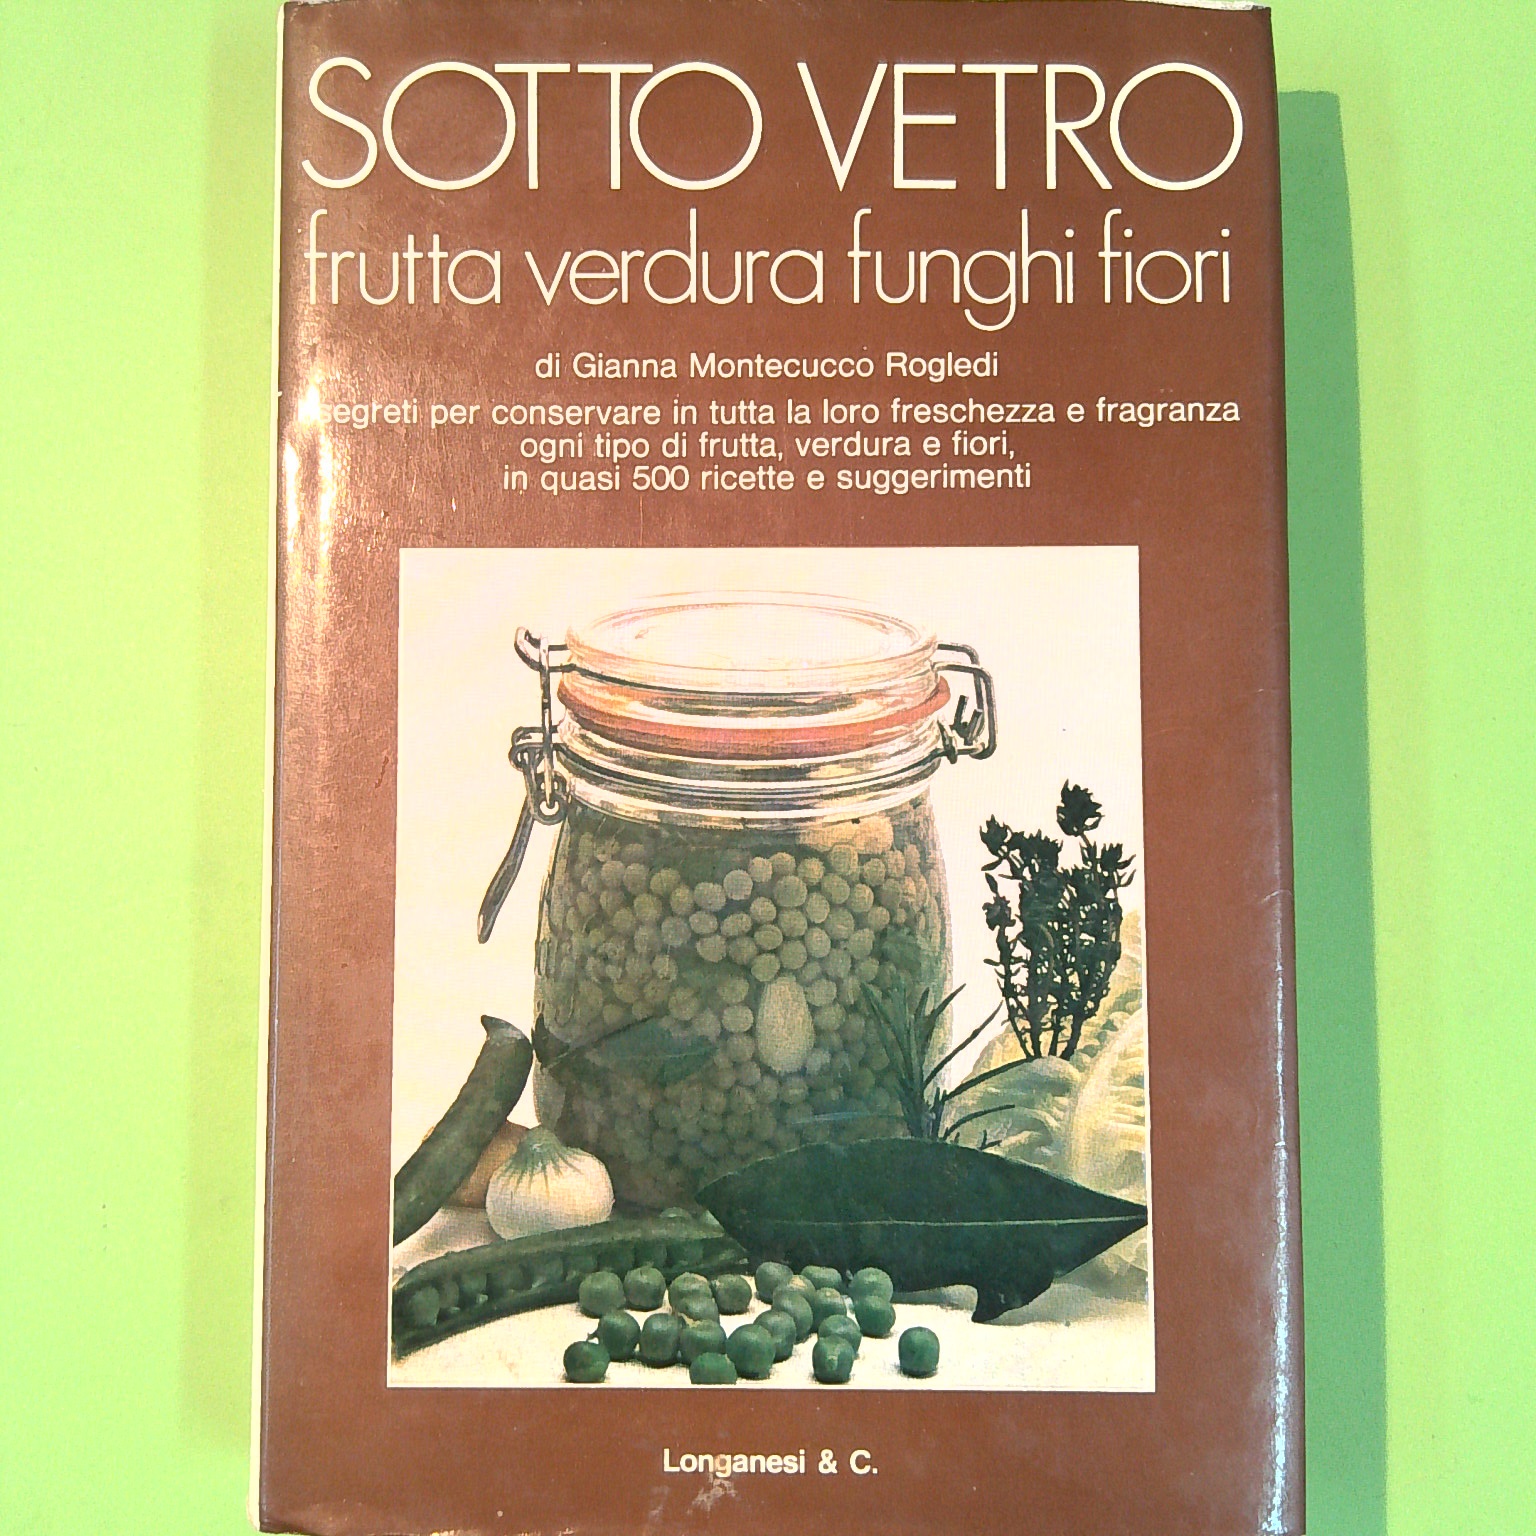 SOTTO VETRO
frutta verdura funghi fiori
di Gianna Montecucco Rogledi
segreti per conservare in tutta la loro freschezza e fragranza
ogni tipo di frutta, verdura e fiori,
in quasi 500 ricette e suggerimenti
Longanesi & C.